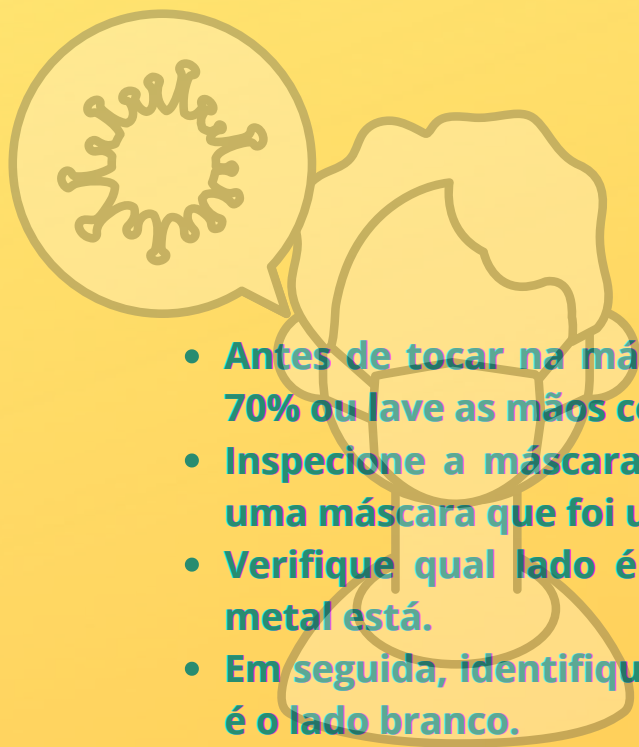 • Antes de tocar na má
70% ou lave as mãos c
• Inspecione a máscara
uma máscara que foi u
• Verifique qual lado é
metal está.
• Em seguida, identifiqu
é o lado branco.